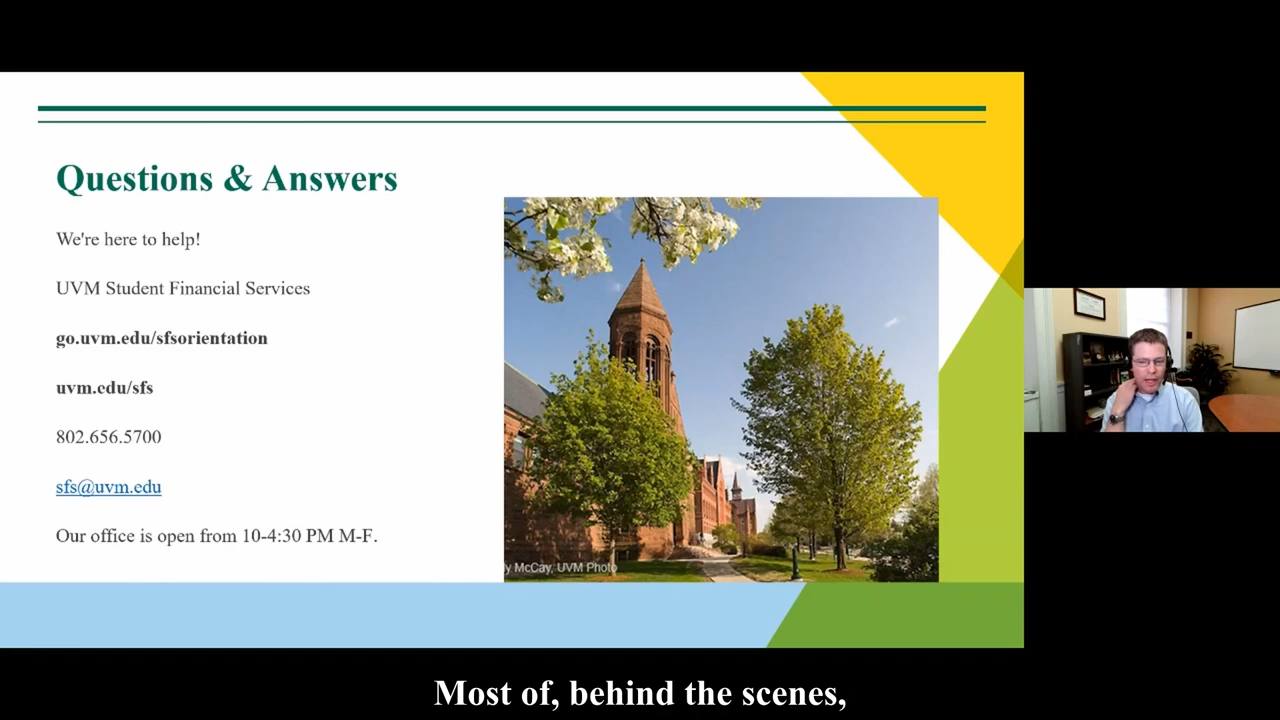 Questions & Answers
We're here to help!
UVM Student Financial Services
go.uvm.edu/sfsorientation
uvm.edu/sfs
802.656.5700
sfs@uvm.edu
Our office is open from 10-4:30 PM M-F.
y McCay, UVM Photo
Most of, behind the scenes,